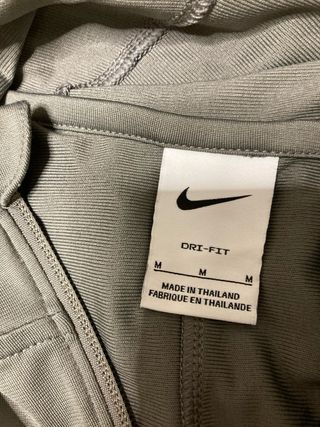 DRI-FIT
M M M
MADE IN THAILAND
FABRIQUE EN THAILANDE